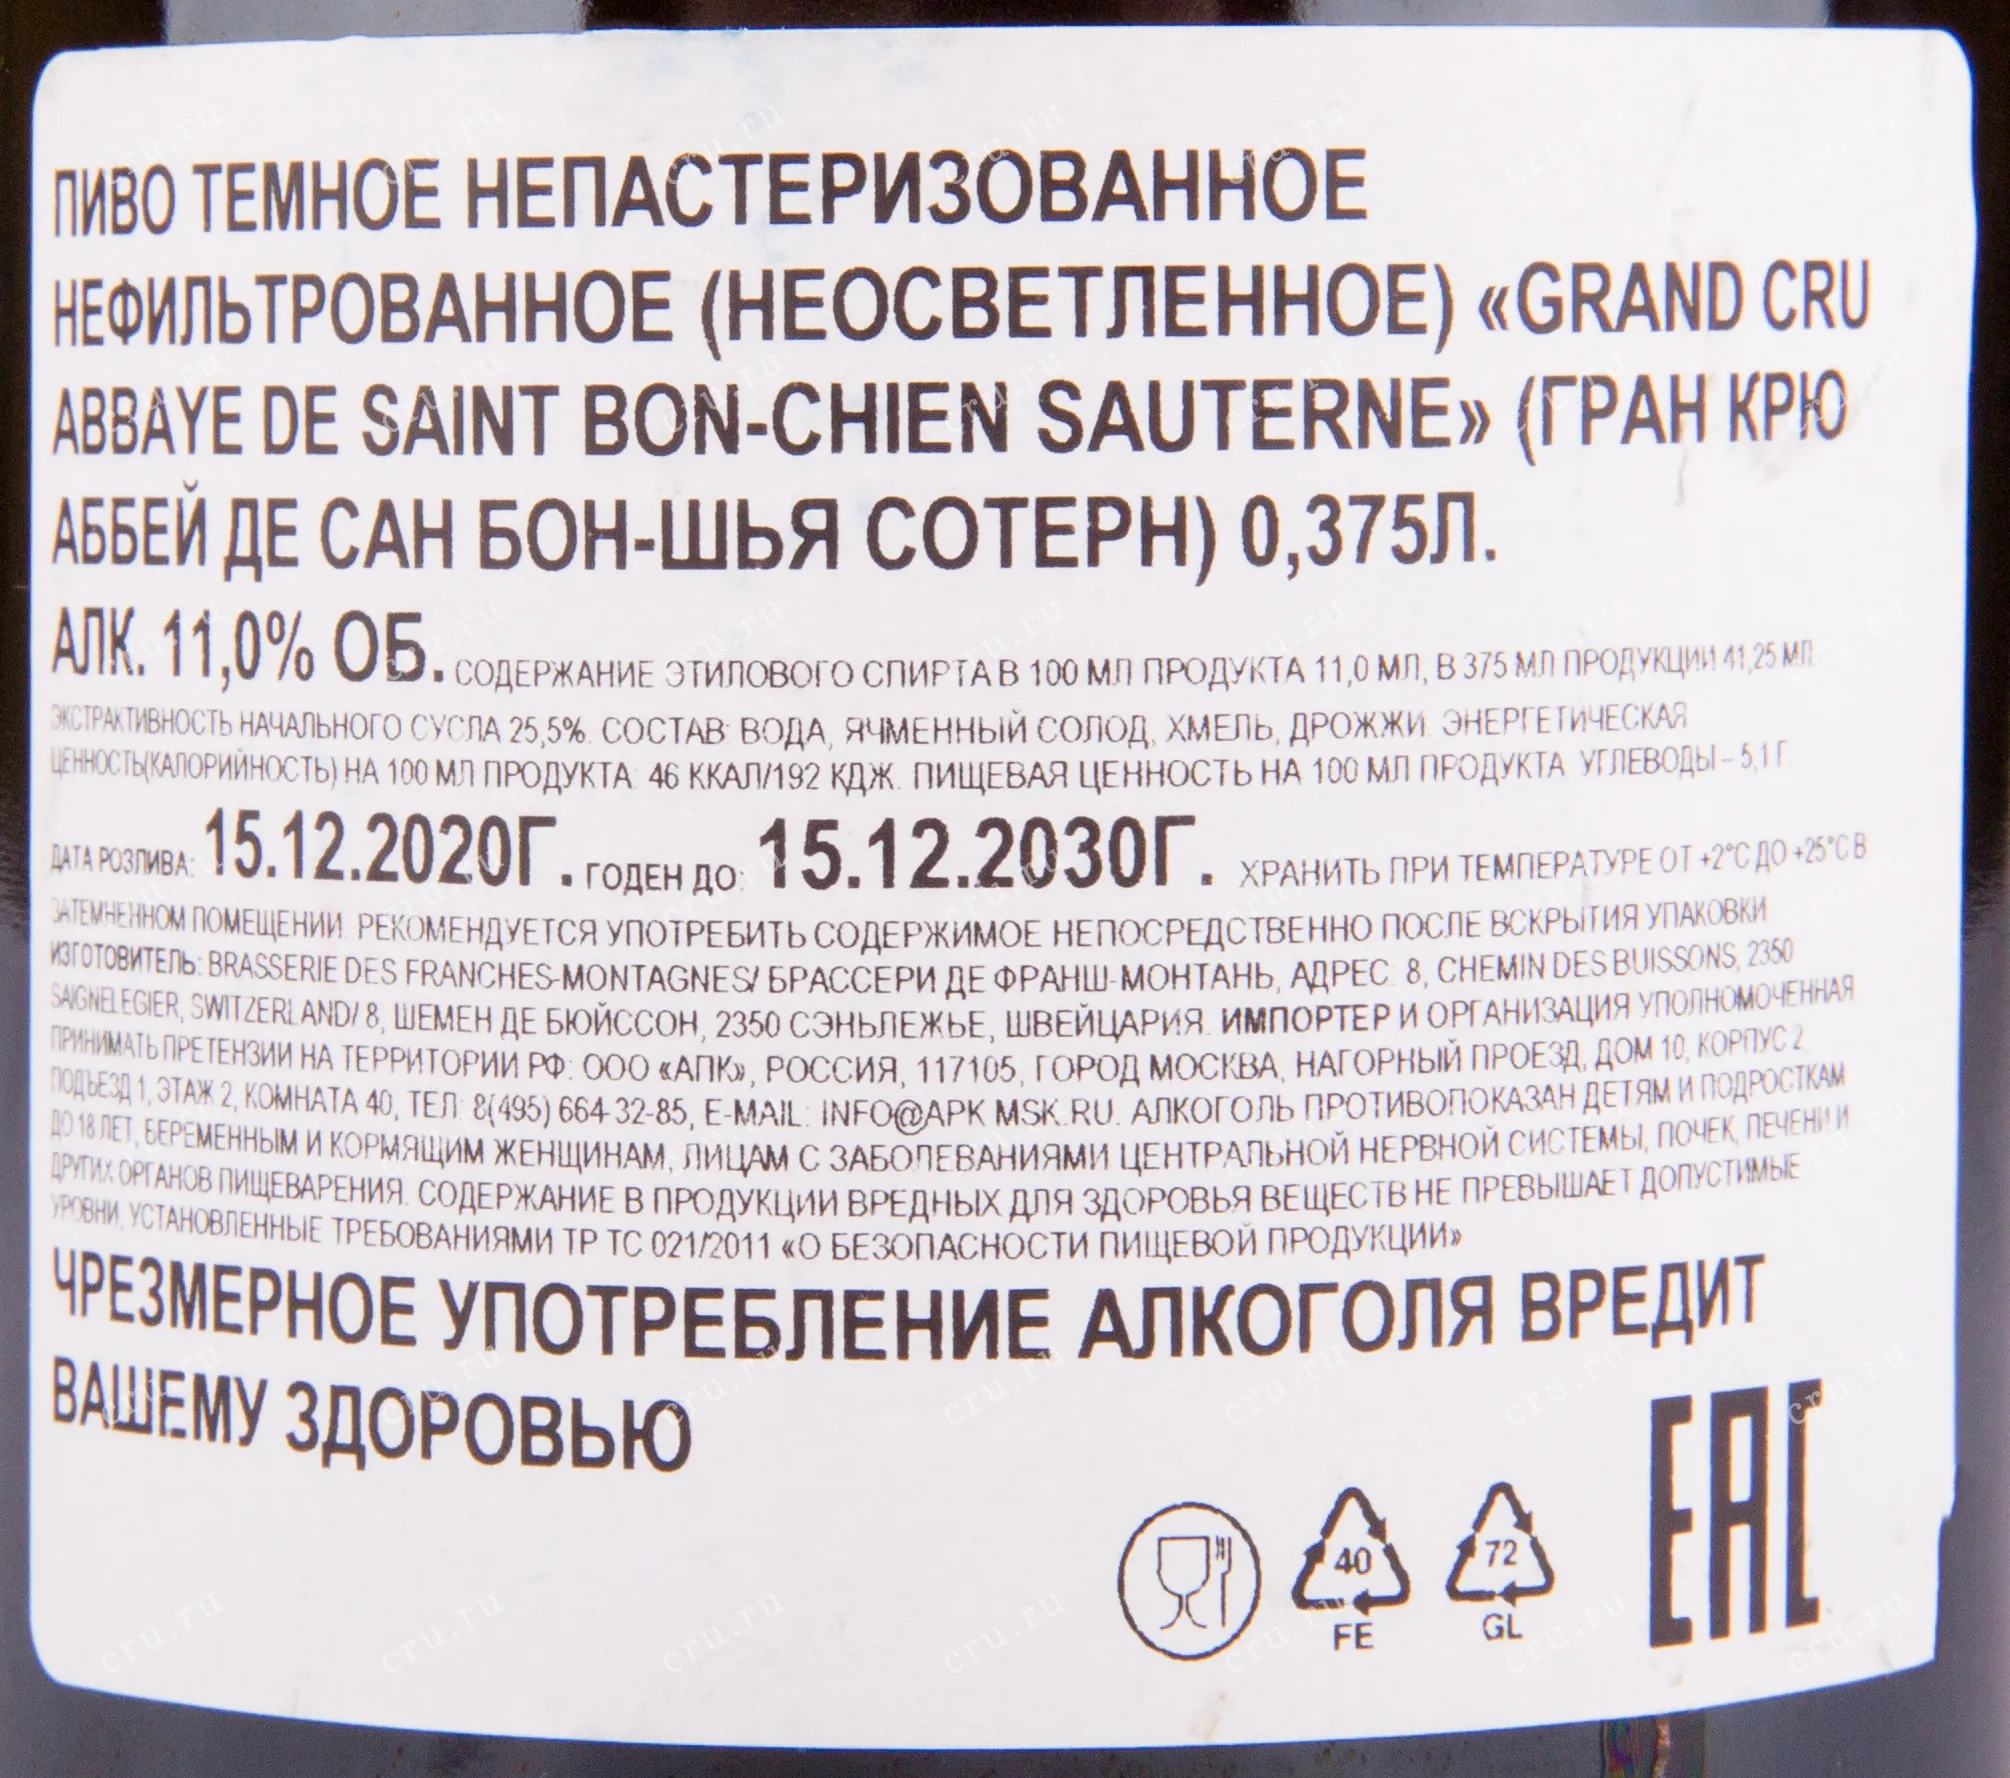 ПИВО ТЕМНОЕ НЕПАСТЕРИЗОВАННОЕ
НЕФИЛЬТРОВАННОЕ (НЕОСВЕТЛЕННОЕ) «GRAND CRU
ABBAYE DE SAINT BON-CHIEN SAUTERNE» (ГРАН КРЮ
АББЕЙ ДЕ САН БОН-ШЬЯ СОТЕРН) 0,375Л.
АЛК. 11,0% ОБ. СОДЕРЖАНИЕ ЭТИЛОВОГО СПИРТА В 100 МЛ ПРОДУКТА 11,0 МЛ, В 375 МЛ ПРОДУКЦИИ 41,25 МЛ
ЭКСТРАКТИВНОСТЬ НАЧАЛЬНОГО СУСЛА 25,5%. СОСТАВ: ВОДА, ЯЧМЕННЫЙ СОЛОД, ХМЕЛЬ, ДРОЖЖИ. ЭНЕРГЕТИЧЕСКАЯ
ЦЕННОСТЬ(КАЛОРИЙНОСТЬ) НА 100 МЛ ПРОДУКТА: 46 ККАЛ/192 КДЖ. ПИЩЕВАЯ ЦЕННОСТЬ НА 100 МЛ ПРОДУКТА: УГЛЕВОДЫ – 5,1 Г.
ДАТА РОЗЛИВА: 15.12.2020Г. ГОДЕН ДО: 15.12.2030Г. ХРАНИТЬ ПРИ ТЕМПЕРАТУРЕ ОТ +2°С ДО +25°С В
ЗАТЕМНЕННОМ ПОМЕЩЕНИИ. РЕКОМЕНДУЕТСЯ УПОТРЕБИТЬ СОДЕРЖИМОЕ НЕПОСРЕДСТВЕННО ПОСЛЕ ВСКРЫТИЯ УПАКОВКИ
ИЗГОТОВИТЕЛЬ: BRASSERIE DES FRANCHES-MONTAGNES/ БРАССЕРИ ДЕ ФРАНШ-МОНТАНЬ, АДРЕС: 8, CHEMIN DES BUISSONS, 2350
SAIGNELEGIER, SWITZERLAND/ 8, ШЕМЕН ДЕ БЮЙССОН, 2350 СЭНЬЛЕЖЬЕ, ШВЕЙЦАРИЯ. ИМПОРТЕР И ОРГАНИЗАЦИЯ УПОЛНОМОЧЕННАЯ
ПРИНИМАТЬ ПРЕТЕНЗИИ НА ТЕРРИТОРИИ РФ: ООО «АПК», РОССИЯ, 117105, ГОРОД МОСКВА, НАГОРНЫЙ ПРОЕЗД, ДОМ 10, КОРПУС 2
ПОДЪЕЗД 1, ЭТАЖ 2, КОМНАТА 40, ТЕЛ: 8(495) 664-32-85, E-MAIL: INFO@APK.MSK.RU. АЛКОГОЛЬ ПРОТИВОПОКАЗАН ДЕТЯМ И ПОДРОСТКАМ
ДО 18 ЛЕТ, БЕРЕМЕННЫМ И КОРМЯЩИМ ЖЕНЩИНАМ, ЛИЦАМ С ЗАБОЛЕВАНИЯМИ ЦЕНТРАЛЬНОЙ НЕРВНОЙ СИСТЕМЫ, ПОЧЕК, ПЕЧЕНИ И
ДРУГИХ ОРГАНОВ ПИЩЕВАРЕНИЯ. СОДЕРЖАНИЕ В ПРОДУКЦИИ ВРЕДНЫХ ДЛЯ ЗДОРОВЬЯ ВЕЩЕСТВ НЕ ПРЕВЫШАЕТ ДОПУСТИМЫЕ
УРОВНИ, УСТАНОВЛЕННЫЕ ТРЕБОВАНИЯМИ ТР ТС 021/2011 «О БЕЗОПАСНОСТИ ПИЩЕВОЙ ПРОДУКЦИИ»
ЧРЕЗМЕРНОЕ УПОТРЕБЛЕНИЕ АЛКОГОЛЯ ВРЕДИТ
ВАШЕМУ ЗДОРОВЬЮ
40
FE
72
GL
EAC
cru.ru